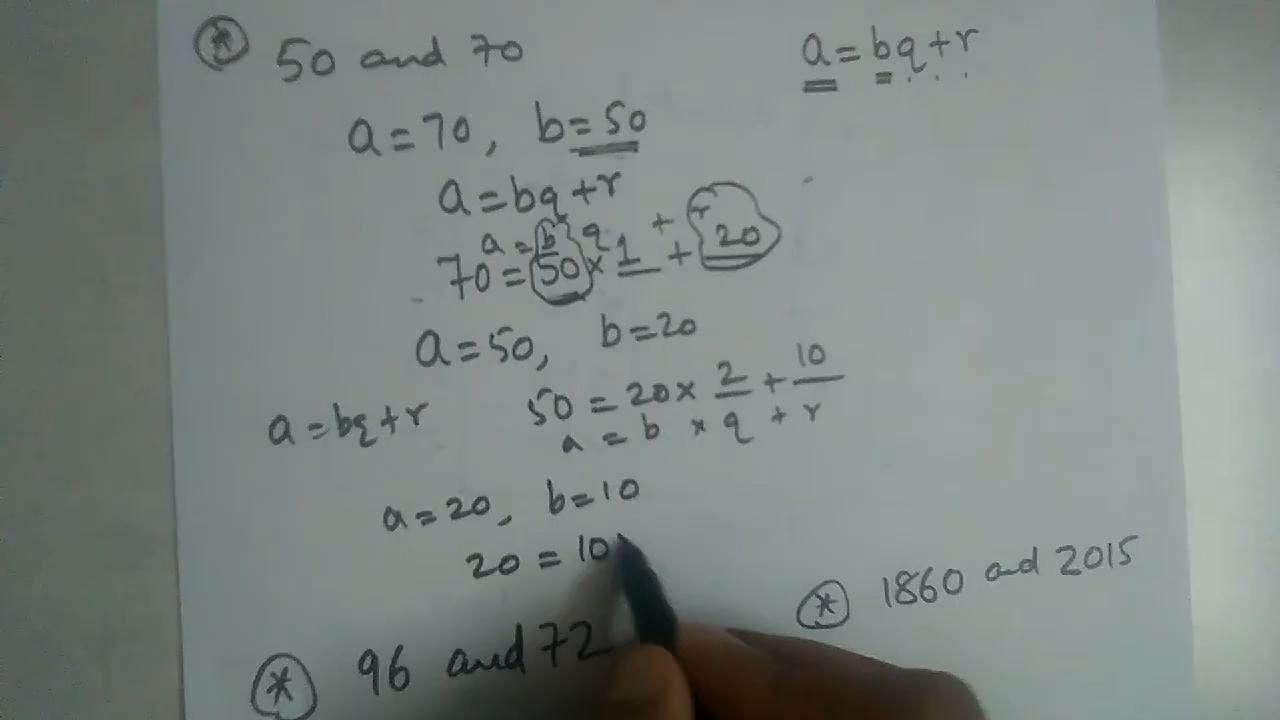 50 and 70
a = bq + r
a = 70, b = 50
a = bq + r
a = b q + r
70 = 50 × 1 + 20
a = 50, b = 20
50 = 20 × 2 + 10
a = bq + r
a = b × q + r
a = 20, b = 10
20 = 10
1860 and 2015
96 and 72